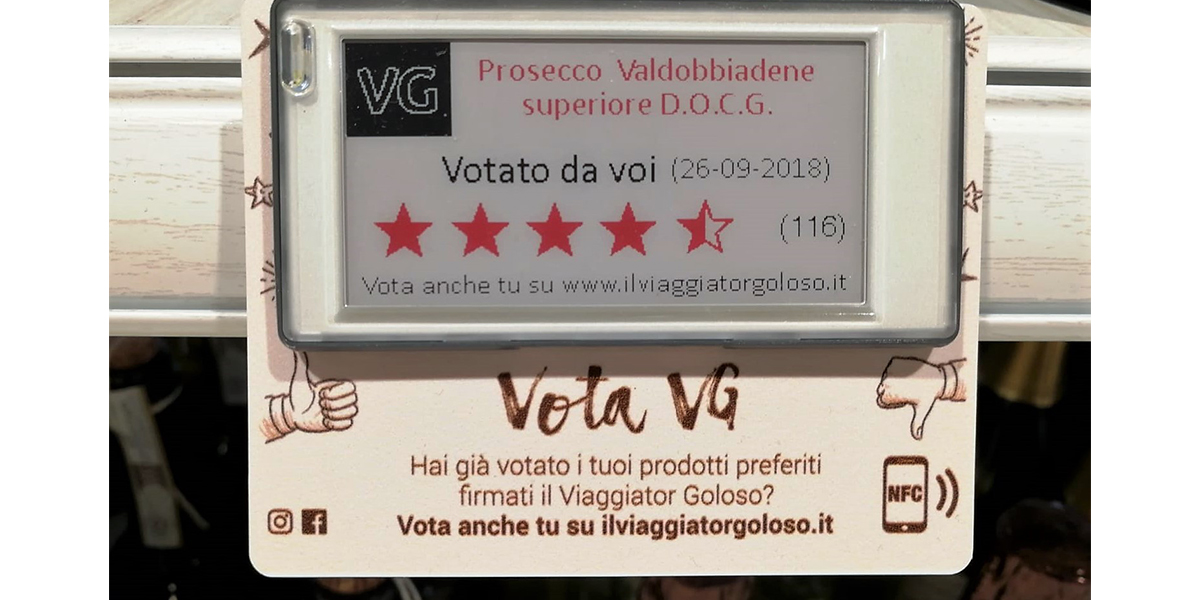 VG
Prosecco Valdobbiadene
superiore D.O.C.G.
Votato da voi (26-09-2018)
(116)
Vota anche tu su www.ilviaggiatorgoloso.it
Vota VG
Hai già votato i tuoi prodotti preferiti
firmati il Viaggiator Goloso?
Vota anche tu su ilviaggiatorgoloso.it
NFC